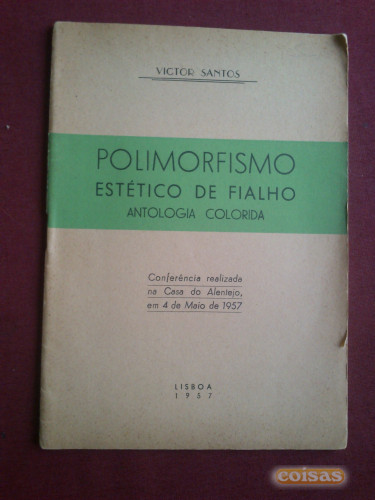 VICTOR SANTOS
POLIMORFISMO
ESTÉTICO DE FIALHO
ANTOLOGIA COLORIDA
Conferência realizada
na Casa do Alentejo,
em 4 de Maio de 1957
LISBOA
1957
coisas